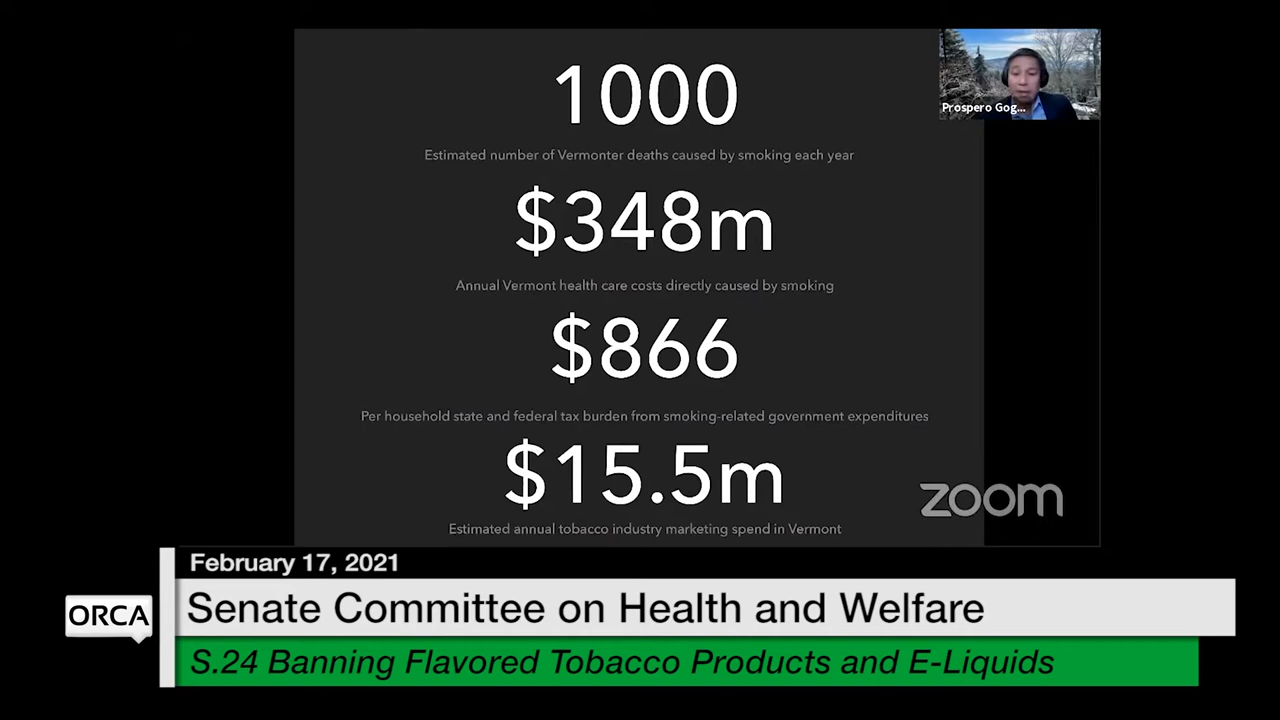 1000
Prospero Gog...
Estimated number of Vermonter deaths caused by smoking each year
$348m
Annual Vermont health care costs directly caused by smoking
$866
Per household state and federal tax burden from smoking-related government expenditures
$15.5m
zoom
Estimated annual tobacco industry marketing spend in Vermont
February 17, 2021
ORCA
Senate Committee on Health and Welfare
S.24 Banning Flavored Tobacco Products and E-Liquids